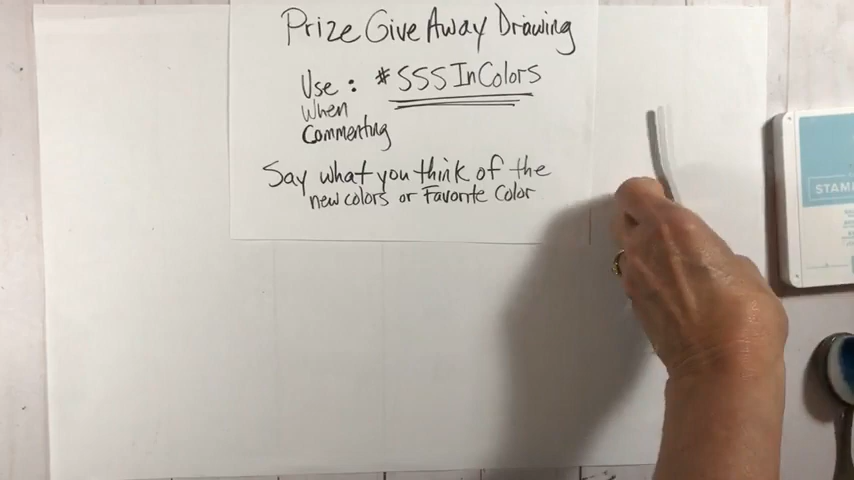 Prize Give Away Drawing
Use : #SSSInColors
When
Commenting
Say what you think of the
new colors or Favorite Color
STAM